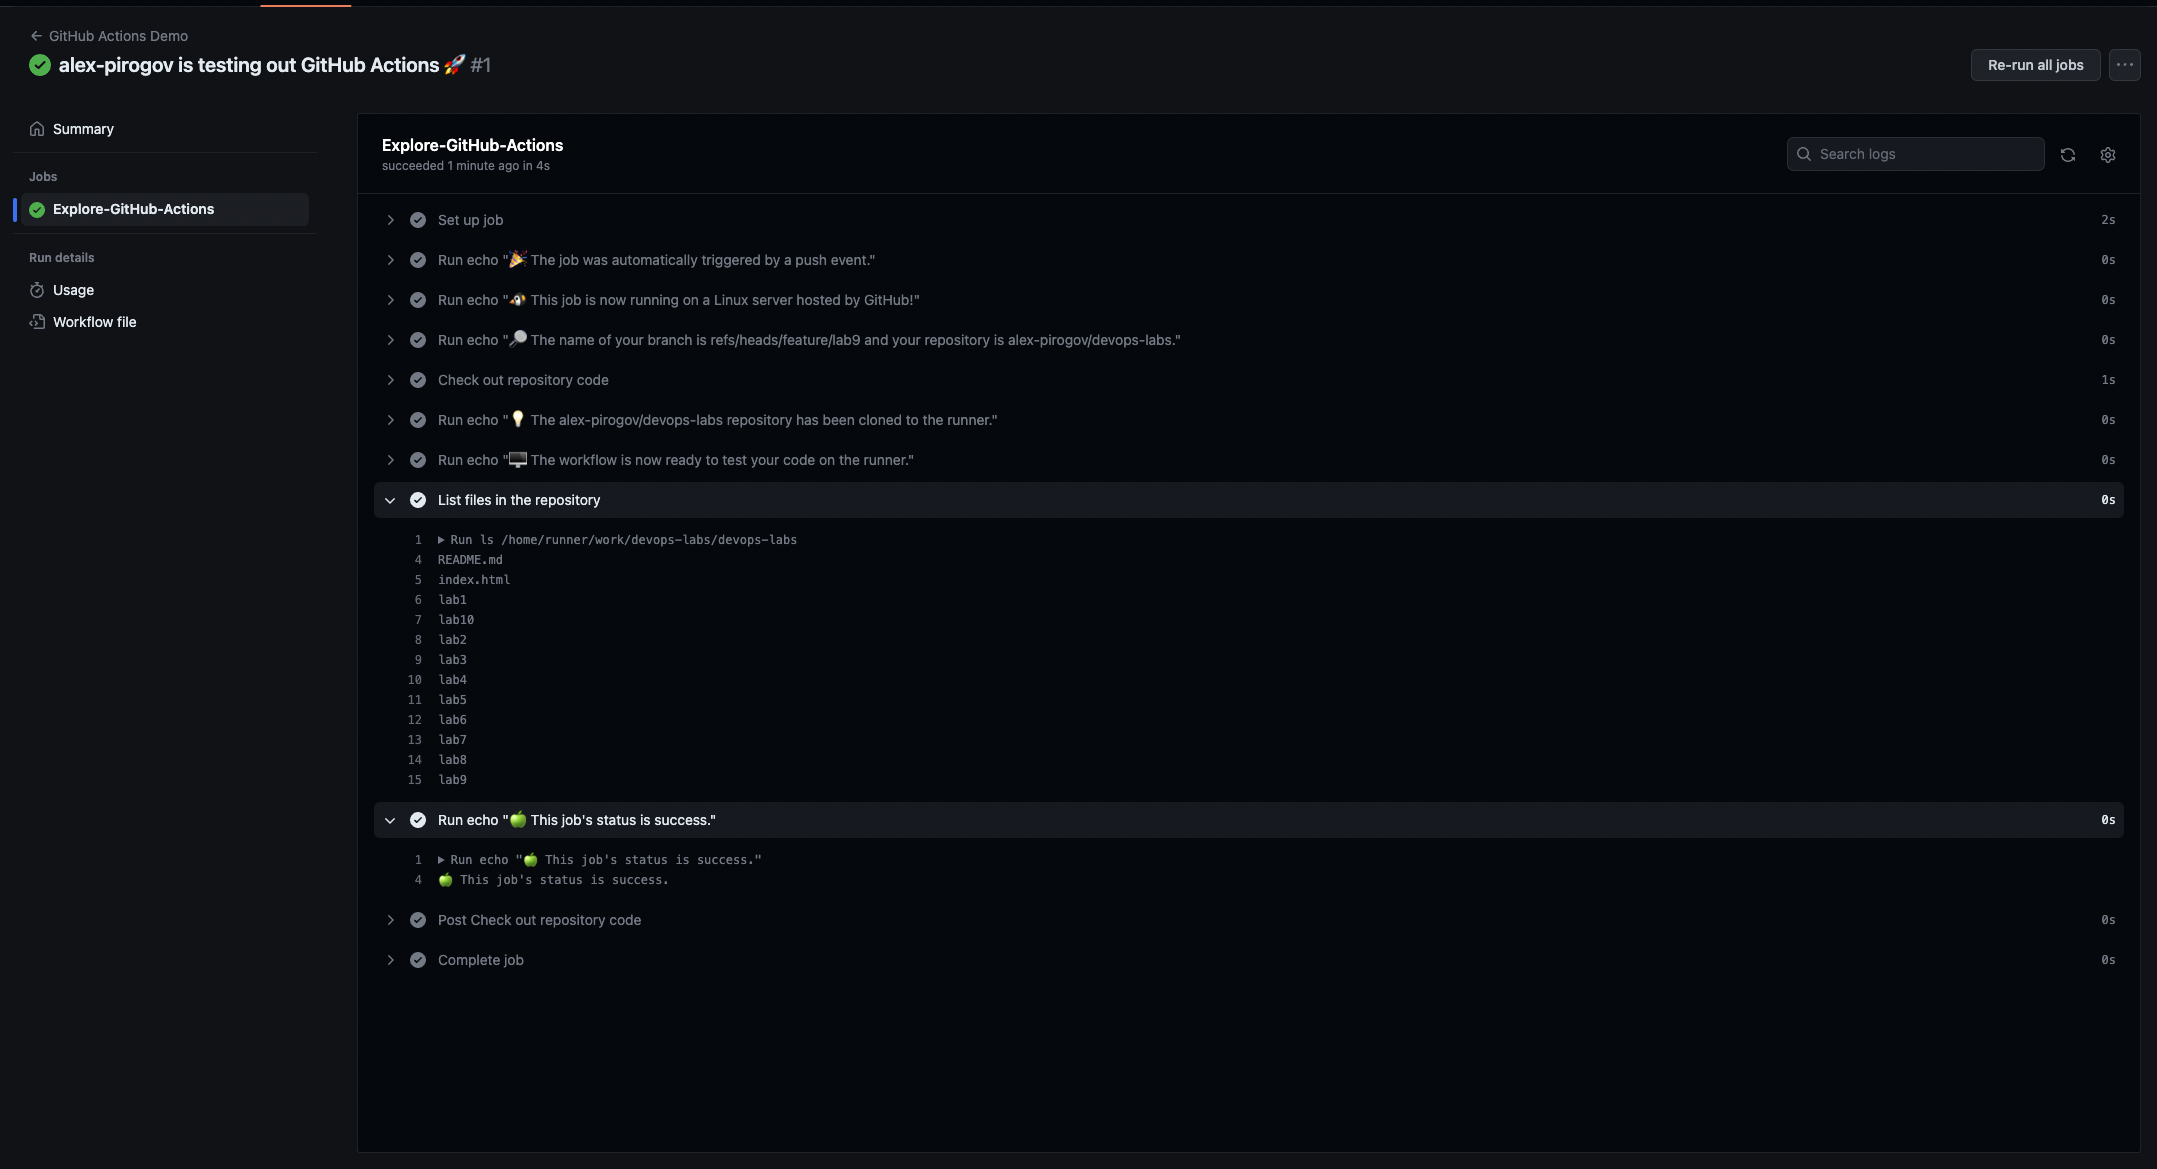 GitHub Actions Demo
alex-pirogov is testing out GitHub Actions 🚀 #1
Re-run all jobs
Summary
Jobs
Explore-GitHub-Actions
Run details
Usage
Workflow file
Explore-GitHub-Actions
succeeded 1 minute ago in 4s
Search logs
Set up job 2s
Run echo "🎉 The job was automatically triggered by a push event." 0s
Run echo "🐧 This job is now running on a Linux server hosted by GitHub!" 0s
Run echo "🔎 The name of your branch is refs/heads/feature/lab9 and your repository is alex-pirogov/devops-labs." 0s
Check out repository code 1s
Run echo "💡 The alex-pirogov/devops-labs repository has been cloned to the runner." 0s
Run echo "🖥️ The workflow is now ready to test your code on the runner." 0s
List files in the repository 0s
1 ▶ Run ls /home/runner/work/devops-labs/devops-labs
4 README.md
5 index.html
6 lab1
7 lab10
8 lab2
9 lab3
10 lab4
11 lab5
12 lab6
13 lab7
14 lab8
15 lab9
Run echo "🍏 This job's status is success." 0s
1 ▶ Run echo "🍏 This job's status is success."
4 🍏 This job's status is success.
Post Check out repository code 0s
Complete job 0s